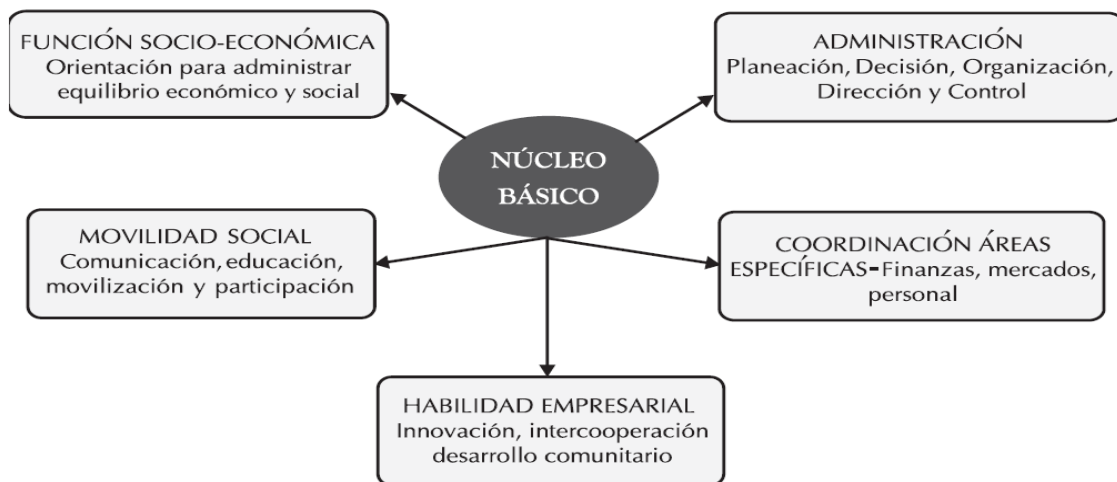 FUNCIÓN SOCIO-ECONÓMICA
Orientación para administrar
equilibrio económico y social
ADMINISTRACIÓN
Planeación, Decisión, Organización,
Dirección y Control
NÚCLEO
BÁSICO
MOVILIDAD SOCIAL
Comunicación, educación,
movilización y participación
COORDINACIÓN ÁREAS
ESPECÍFICAS-Finanzas, mercados,
personal
HABILIDAD EMPRESARIAL
Innovación, intercooperación
desarrollo comunitario